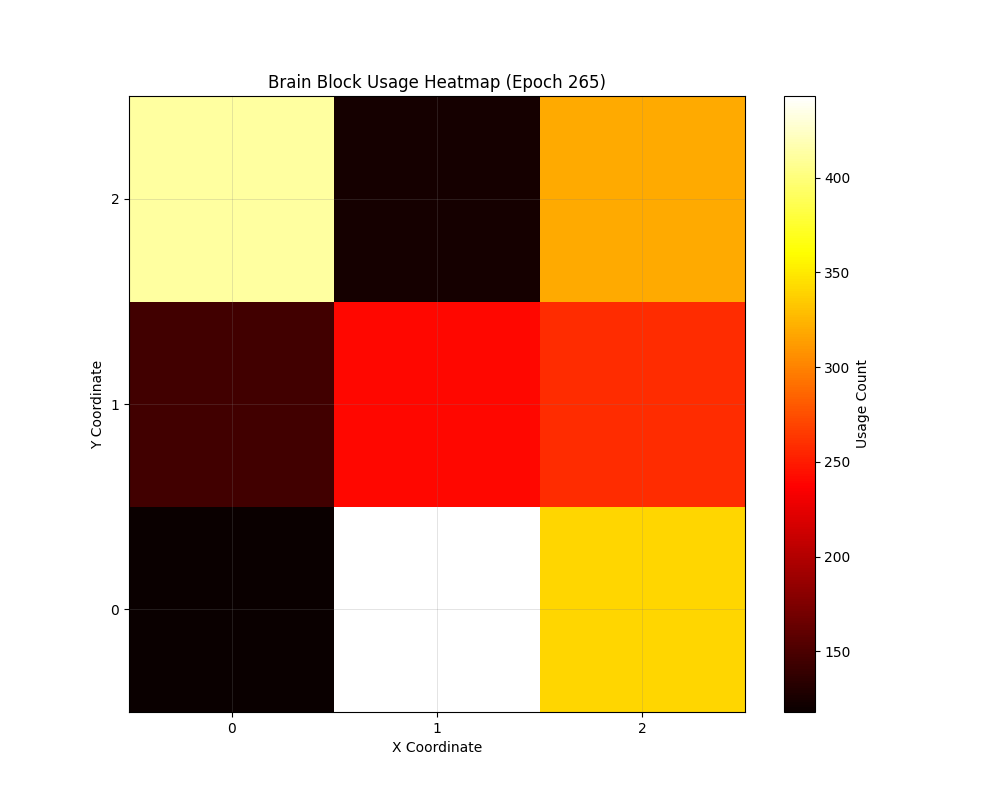 Brain Block Usage Heatmap (Epoch 265)
2
1
0
Y Coordinate
0 1 2
X Coordinate
400
350
300
250
200
150
Usage Count